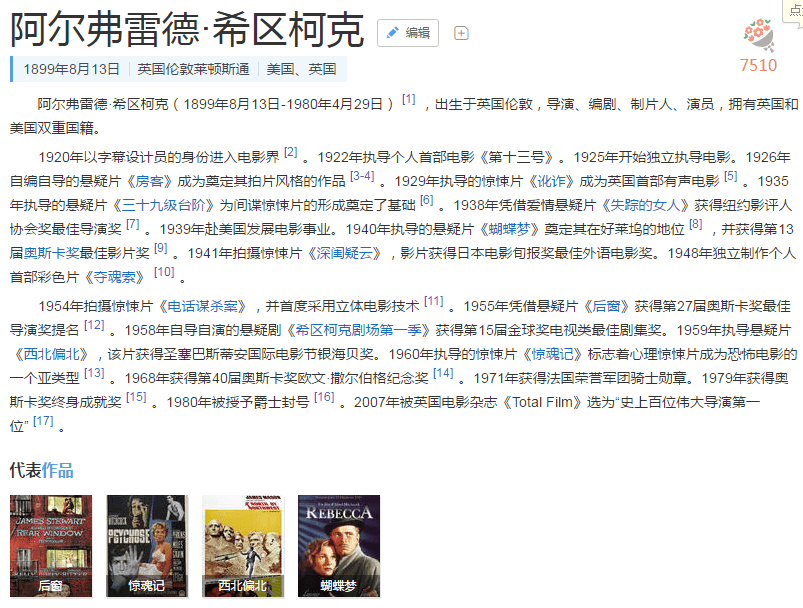 阿尔弗雷德·希区柯克
编辑
点
7510
1899年8月13日 英国伦敦莱顿斯通 美国、英国
阿尔弗雷德·希区柯克（1899年8月13日-1980年4月29日） [1] ，出生于英国伦敦，导演、编剧、制片人、演员，拥有英国和
美国双重国籍。
1920年以字幕设计员的身份进入电影界 [2] 。1922年执导个人首部电影《第十三号》。1925年开始独立执导电影。1926年
自编自导的悬疑片《房客》成为奠定其拍片风格的作品 [3-4] 。1929年执导的惊悚片《讹诈》成为英国首部有声电影 [5] 。1935
年执导的悬疑片《三十九级台阶》为间谍惊悚片的形成奠定了基础 [6] 。1938年凭借爱情悬疑片《失踪的女人》获得纽约影评人
协会奖最佳导演奖 [7] 。1939年赴美国发展电影事业。1940年执导的悬疑片《蝴蝶梦》奠定其在好莱坞的地位 [8] ，并获得第13
届奥斯卡奖最佳影片奖 [9] 。1941年拍摄惊悚片《深闺疑云》，影片获得日本电影旬报奖最佳外语电影奖。1948年独立制作个人
首部彩色片《夺魂索》 [10] 。
1954年拍摄惊悚片《电话谋杀案》，并首度采用立体电影技术 [11] 。1955年凭借悬疑片《后窗》获得第27届奥斯卡奖最佳
导演奖提名 [12] 。1958年自导自演的悬疑剧《希区柯克剧场第一季》获得第15届金球奖电视类最佳剧集奖。1959年执导悬疑片
《西北偏北》，该片获得圣塞巴斯蒂安国际电影节银海贝奖。1960年执导的惊悚片《惊魂记》标志着心理惊悚片成为恐怖电影的
一个亚类型 [13] 。1968年获得第40届奥斯卡奖欧文·撒尔伯格纪念奖 [14] 。1971年获得法国荣誉军团骑士勋章。1979年获得奥
斯卡奖终身成就奖 [15] 。1980年被授予爵士封号 [16] 。2007年被英国电影杂志《Total Film》选为“史上百位伟大导演第一
位” [17] 。
代表作品
JAMES STEWART
REAR WINDOW
后窗
PSYCHOSE
惊魂记
西北偏北
REBECCA
蝴蝶梦